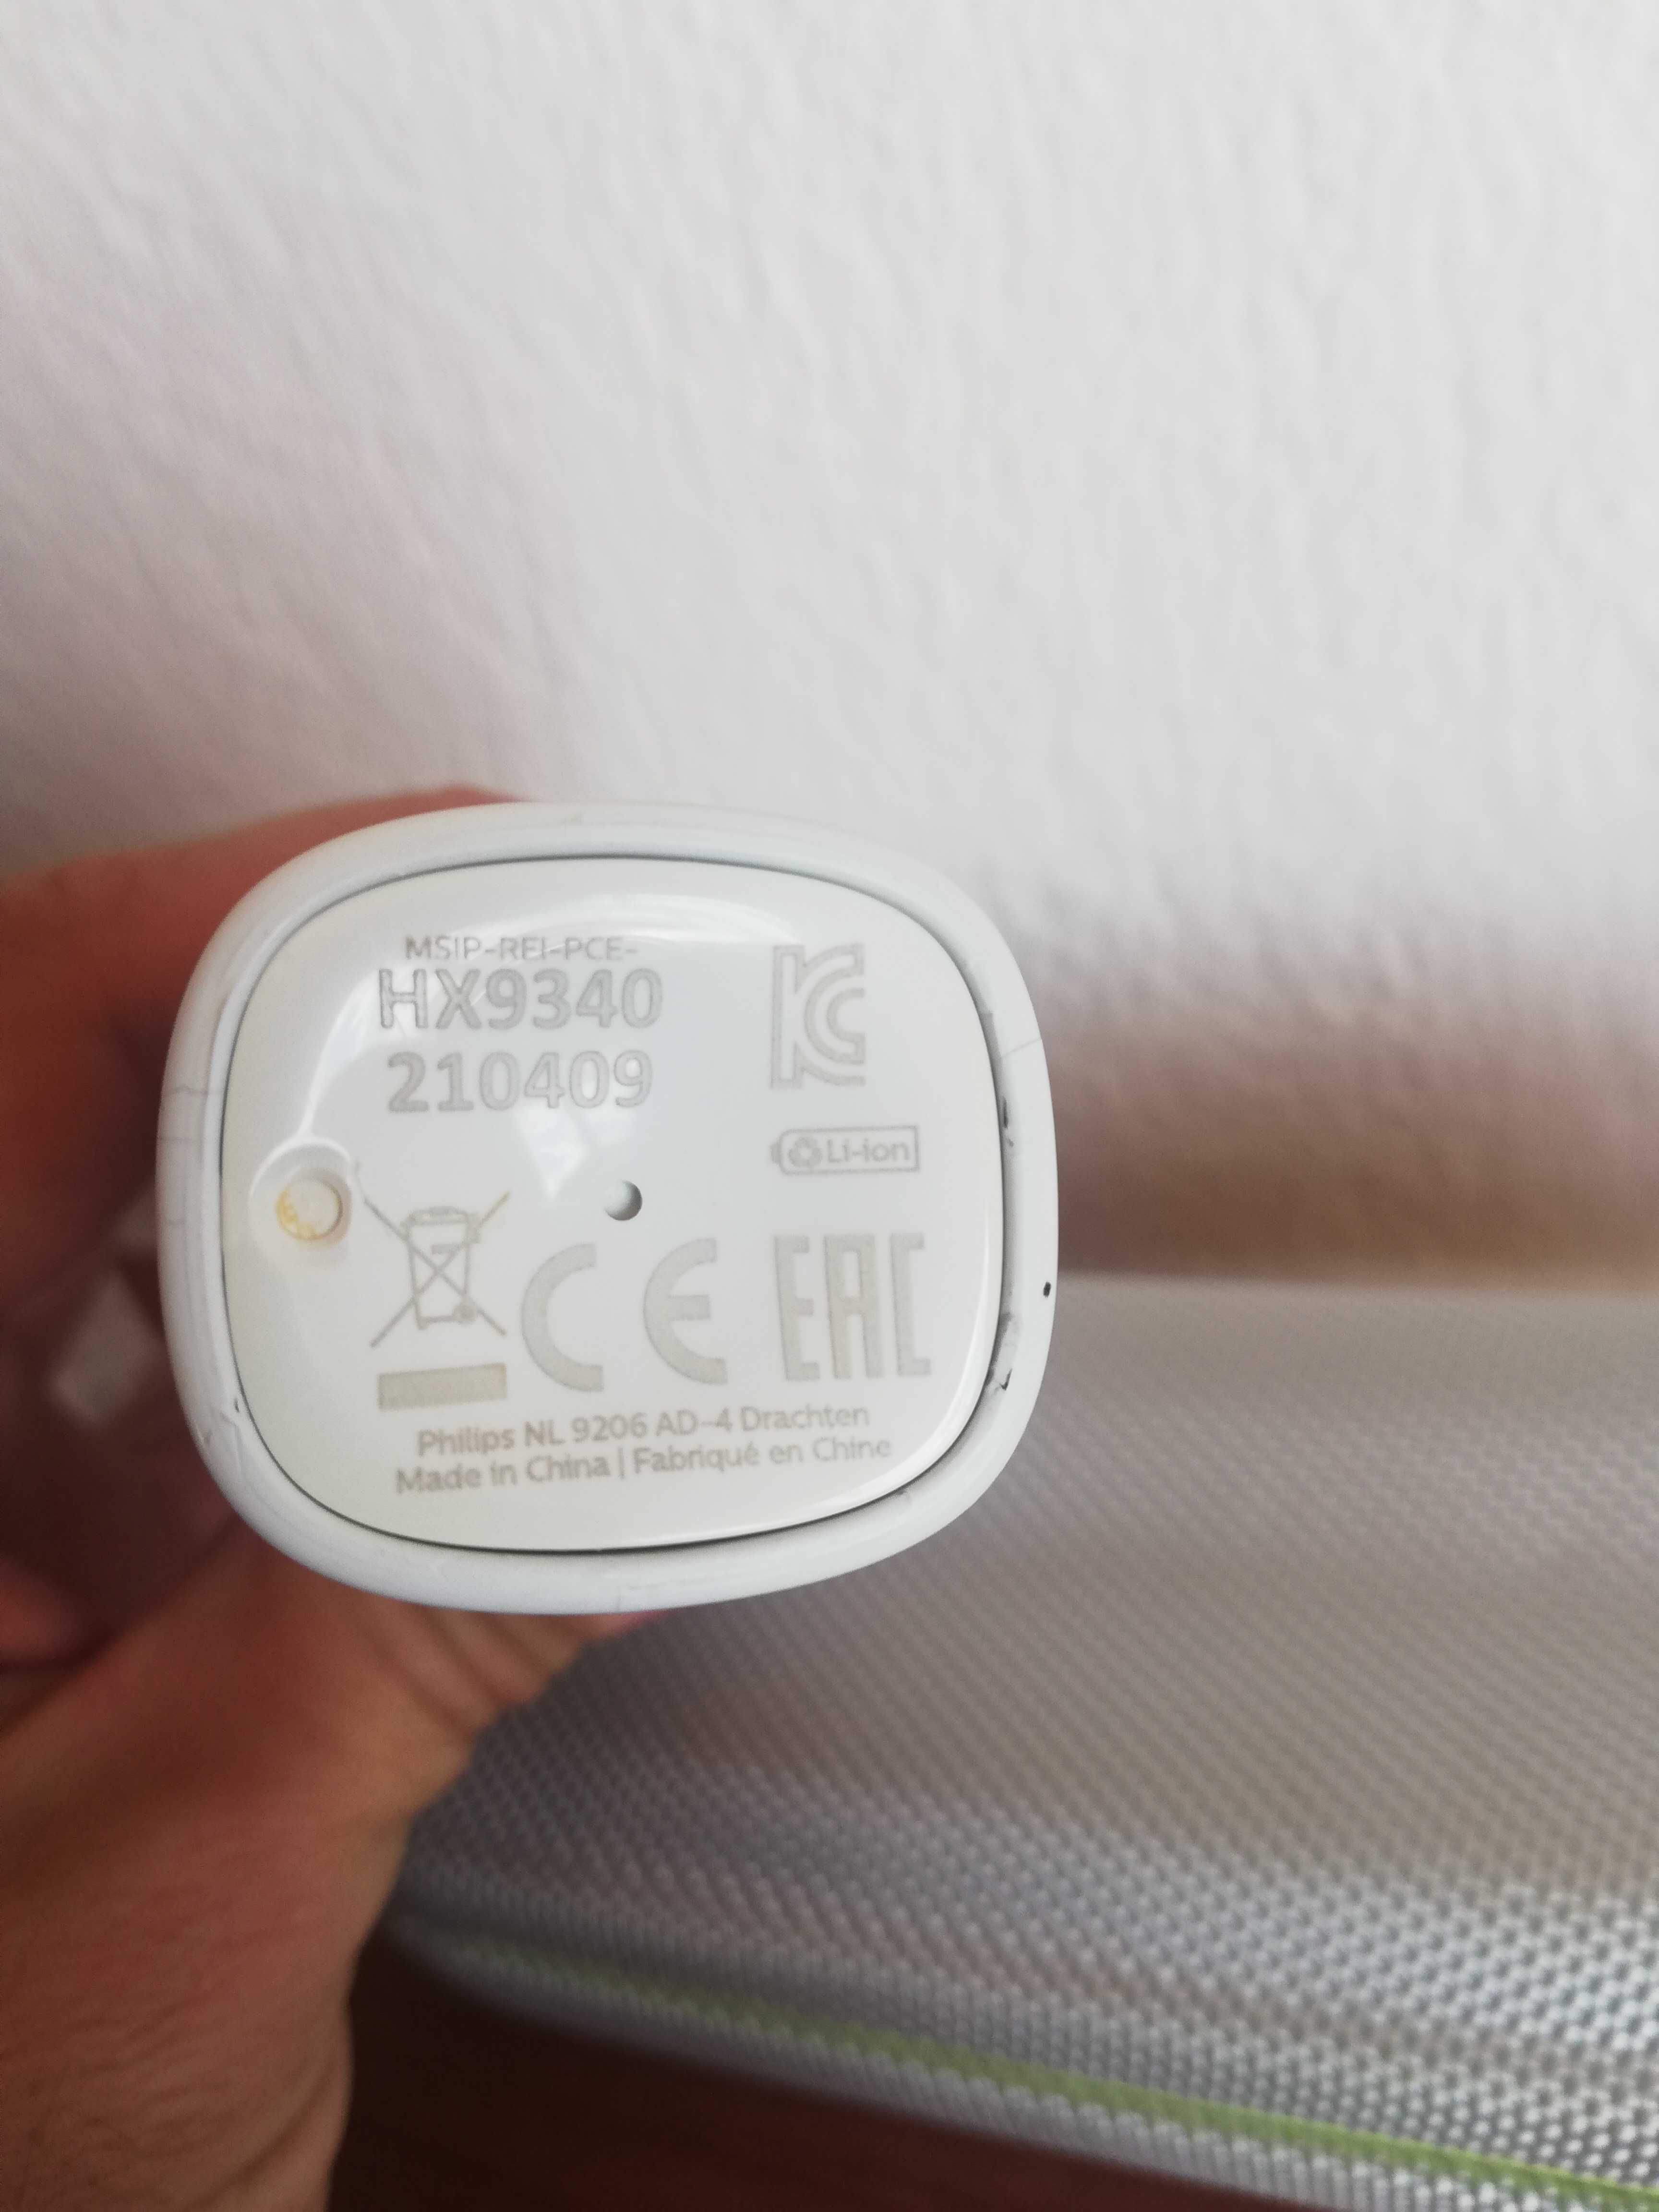 MSIP-REI-PCE-
HX9340
210409
KC
Li-ion
CE EAC
Philips NL 9206 AD-4 Drachten
Made in China | Fabriqué en Chine